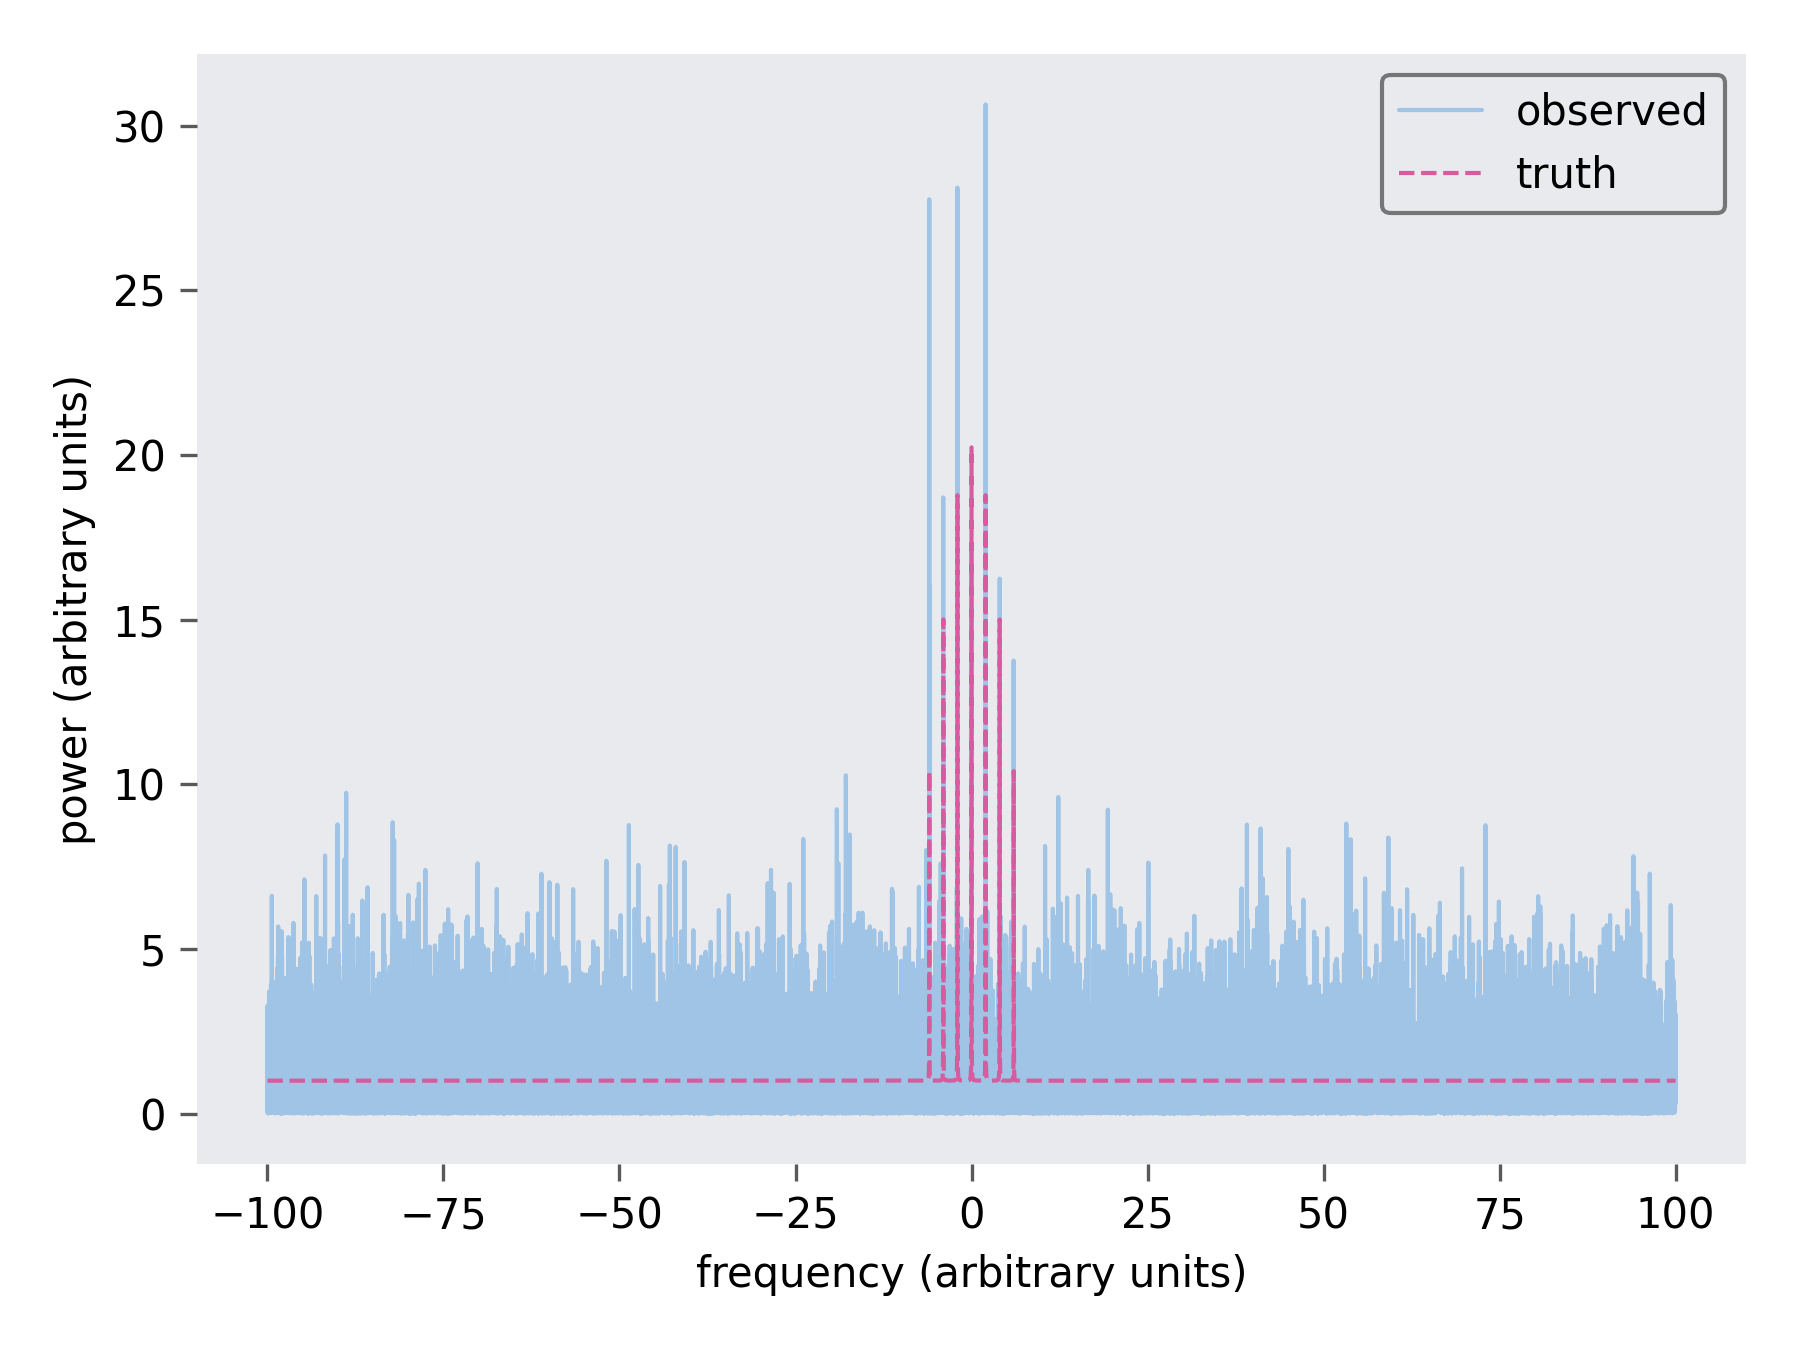 observed
truth
30
25
20
15
10
5
0
power (arbitrary units)
−100 −75 −50 −25 0 25 50 75 100
frequency (arbitrary units)